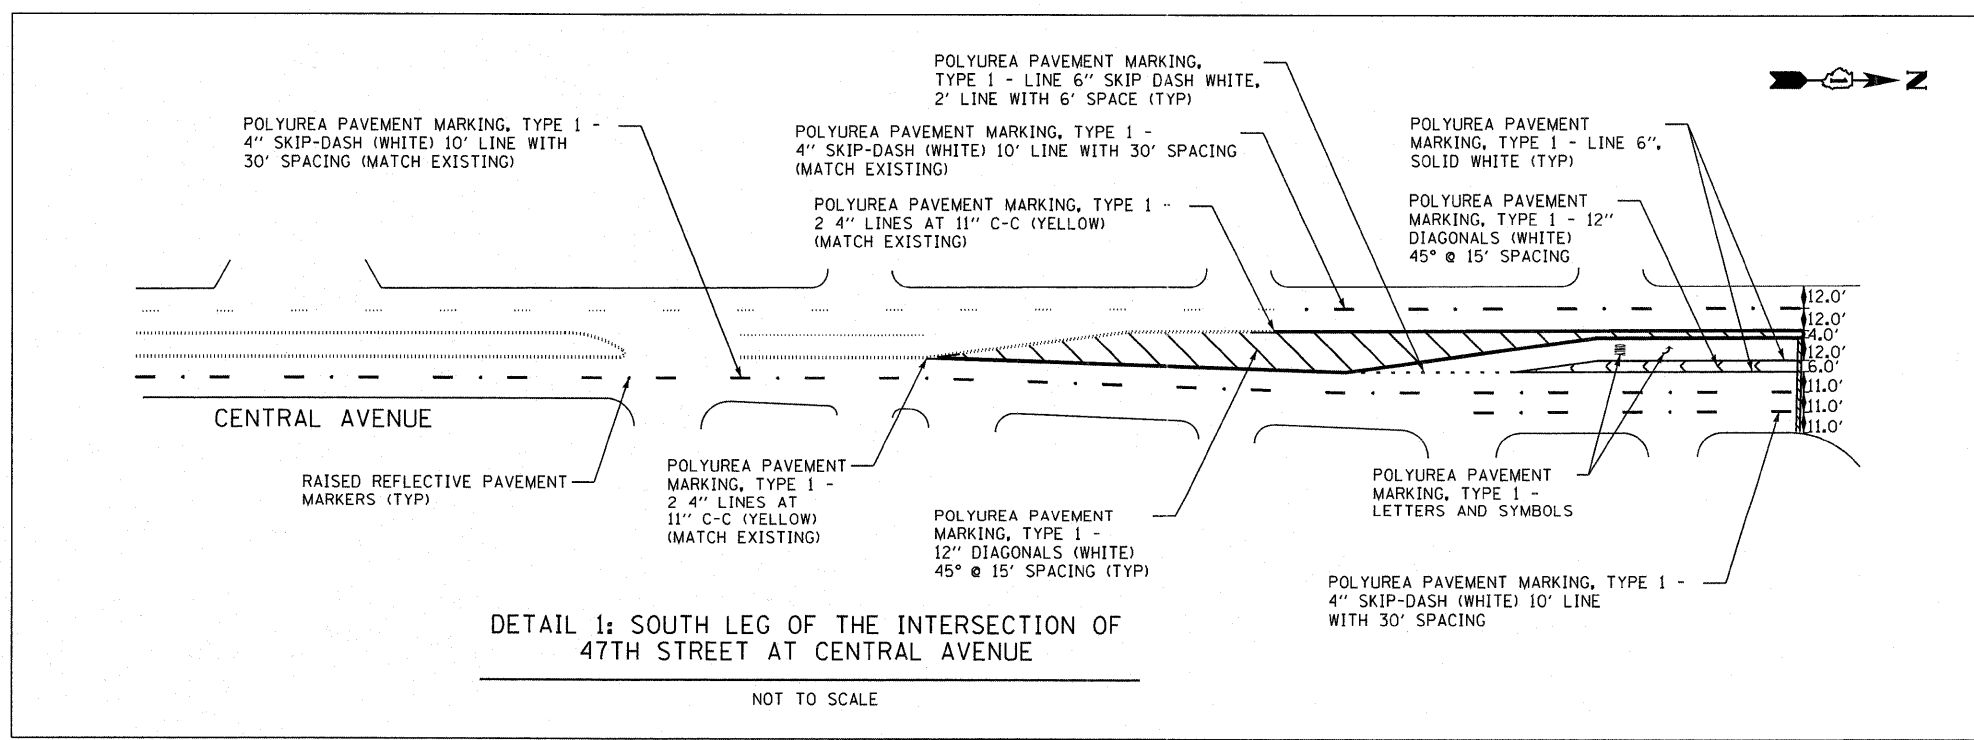 POLYUREA PAVEMENT MARKING, TYPE 1 -
4" SKIP-DASH (WHITE) 10' LINE WITH
30' SPACING (MATCH EXISTING)
POLYUREA PAVEMENT MARKING,
TYPE 1 - LINE 6" SKIP DASH WHITE,
2' LINE WITH 6' SPACE (TYP)
POLYUREA PAVEMENT MARKING, TYPE 1 -
4" SKIP-DASH (WHITE) 10' LINE WITH 30' SPACING
(MATCH EXISTING)
POLYUREA PAVEMENT MARKING, TYPE 1 -
2 4" LINES AT 11" C-C (YELLOW)
(MATCH EXISTING)
N
POLYUREA PAVEMENT
MARKING, TYPE 1 - LINE 6",
SOLID WHITE (TYP)
POLYUREA PAVEMENT
MARKING, TYPE 1 - 12"
DIAGONALS (WHITE)
45° @ 15' SPACING
12.0'
12.0'
4.0'
12.0'
6.0'
11.0'
11.0'
11.0'
CENTRAL AVENUE
RAISED REFLECTIVE PAVEMENT
MARKERS (TYP)
POLYUREA PAVEMENT
MARKING, TYPE 1 -
2 4" LINES AT
11" C-C (YELLOW)
(MATCH EXISTING)
POLYUREA PAVEMENT
MARKING, TYPE 1 -
12" DIAGONALS (WHITE)
45° @ 15' SPACING (TYP)
POLYUREA PAVEMENT
MARKING, TYPE 1 -
LETTERS AND SYMBOLS
POLYUREA PAVEMENT MARKING, TYPE 1 -
4" SKIP-DASH (WHITE) 10' LINE
WITH 30' SPACING
DETAIL 1: SOUTH LEG OF THE INTERSECTION OF
47TH STREET AT CENTRAL AVENUE
NOT TO SCALE